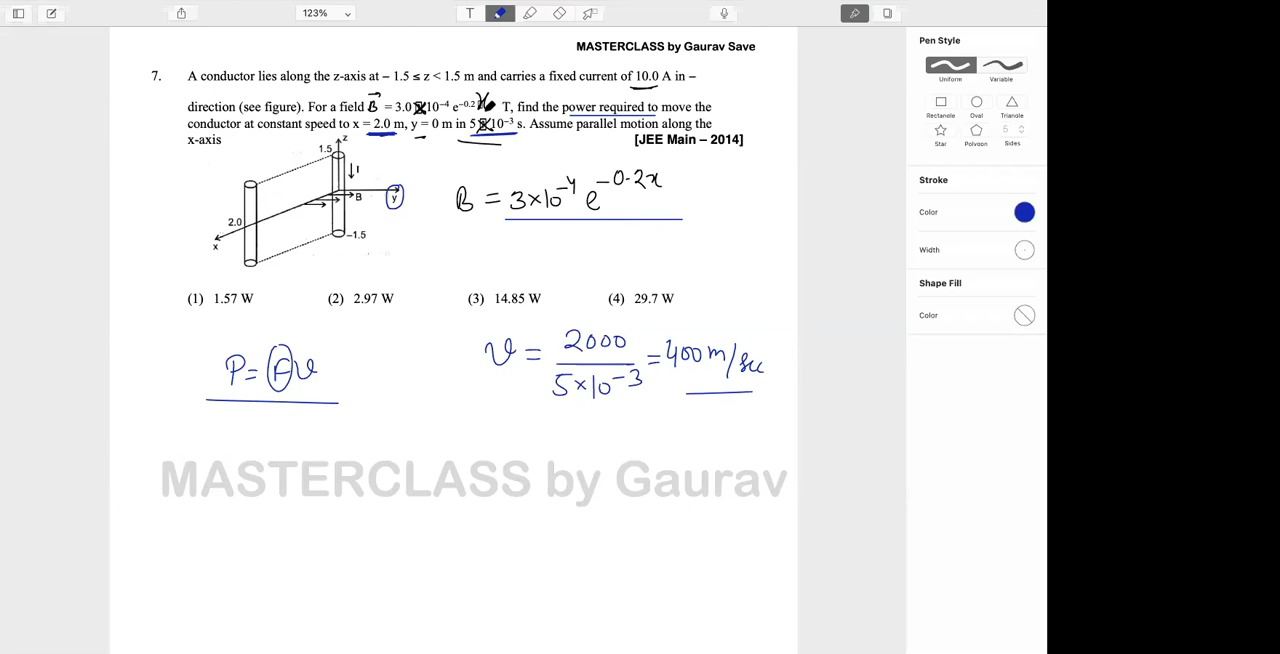 123%
T
MASTERCLASS by Gaurav Save
Pen Style
Uniform
Variable
Rectangle
Oval
Triangle
Star
Polygon
5
Sides
Stroke
Color
Width
Shape Fill
Color
7. A conductor lies along the z-axis at − 1.5 ≤ z < 1.5 m and carries a fixed current of 10.0 A in −
direction (see figure). For a field B = 3.0 × 10⁻⁴ e⁻⁰·² x T, find the power required to move the
conductor at constant speed to x = 2.0 m, y = 0 m in 5 × 10⁻³ s. Assume parallel motion along the
x-axis [JEE Main – 2014]
z
1.5
I
B
y
2.0
x
–1.5
B = 3×10⁻⁴ e^−0.2x
(1) 1.57 W (2) 2.97 W (3) 14.85 W (4) 29.7 W
P = Fv
v = 2000 / 5×10⁻³ = 400 m/sec
MASTERCLASS by Gaurav